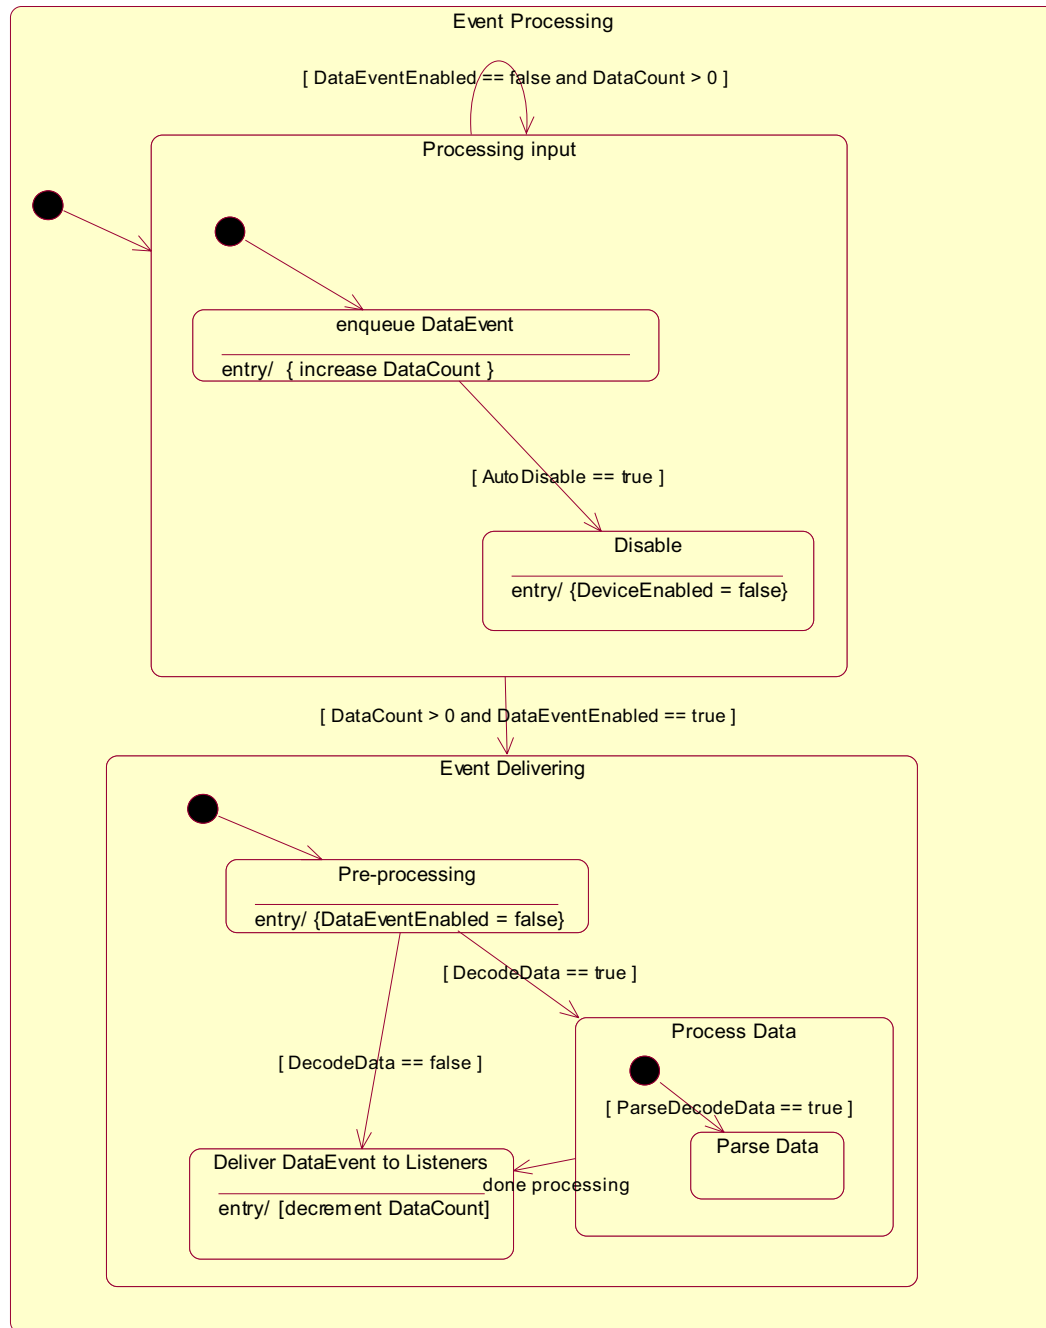 Event Processing
[ DataEventEnabled == false and DataCount > 0 ]
Processing input
enqueue DataEvent
entry/ { increase DataCount }
[ AutoDisable == true ]
Disable
entry/ {DeviceEnabled = false}
[ DataCount > 0 and DataEventEnabled == true ]
Event Delivering
Pre-processing
entry/ {DataEventEnabled = false}
[ DecodeData == true ]
Process Data
[ DecodeData == false ]
[ ParseDecodeData == true ]
Parse Data
Deliver DataEvent to Listeners
done processing
entry/ [decrement DataCount]